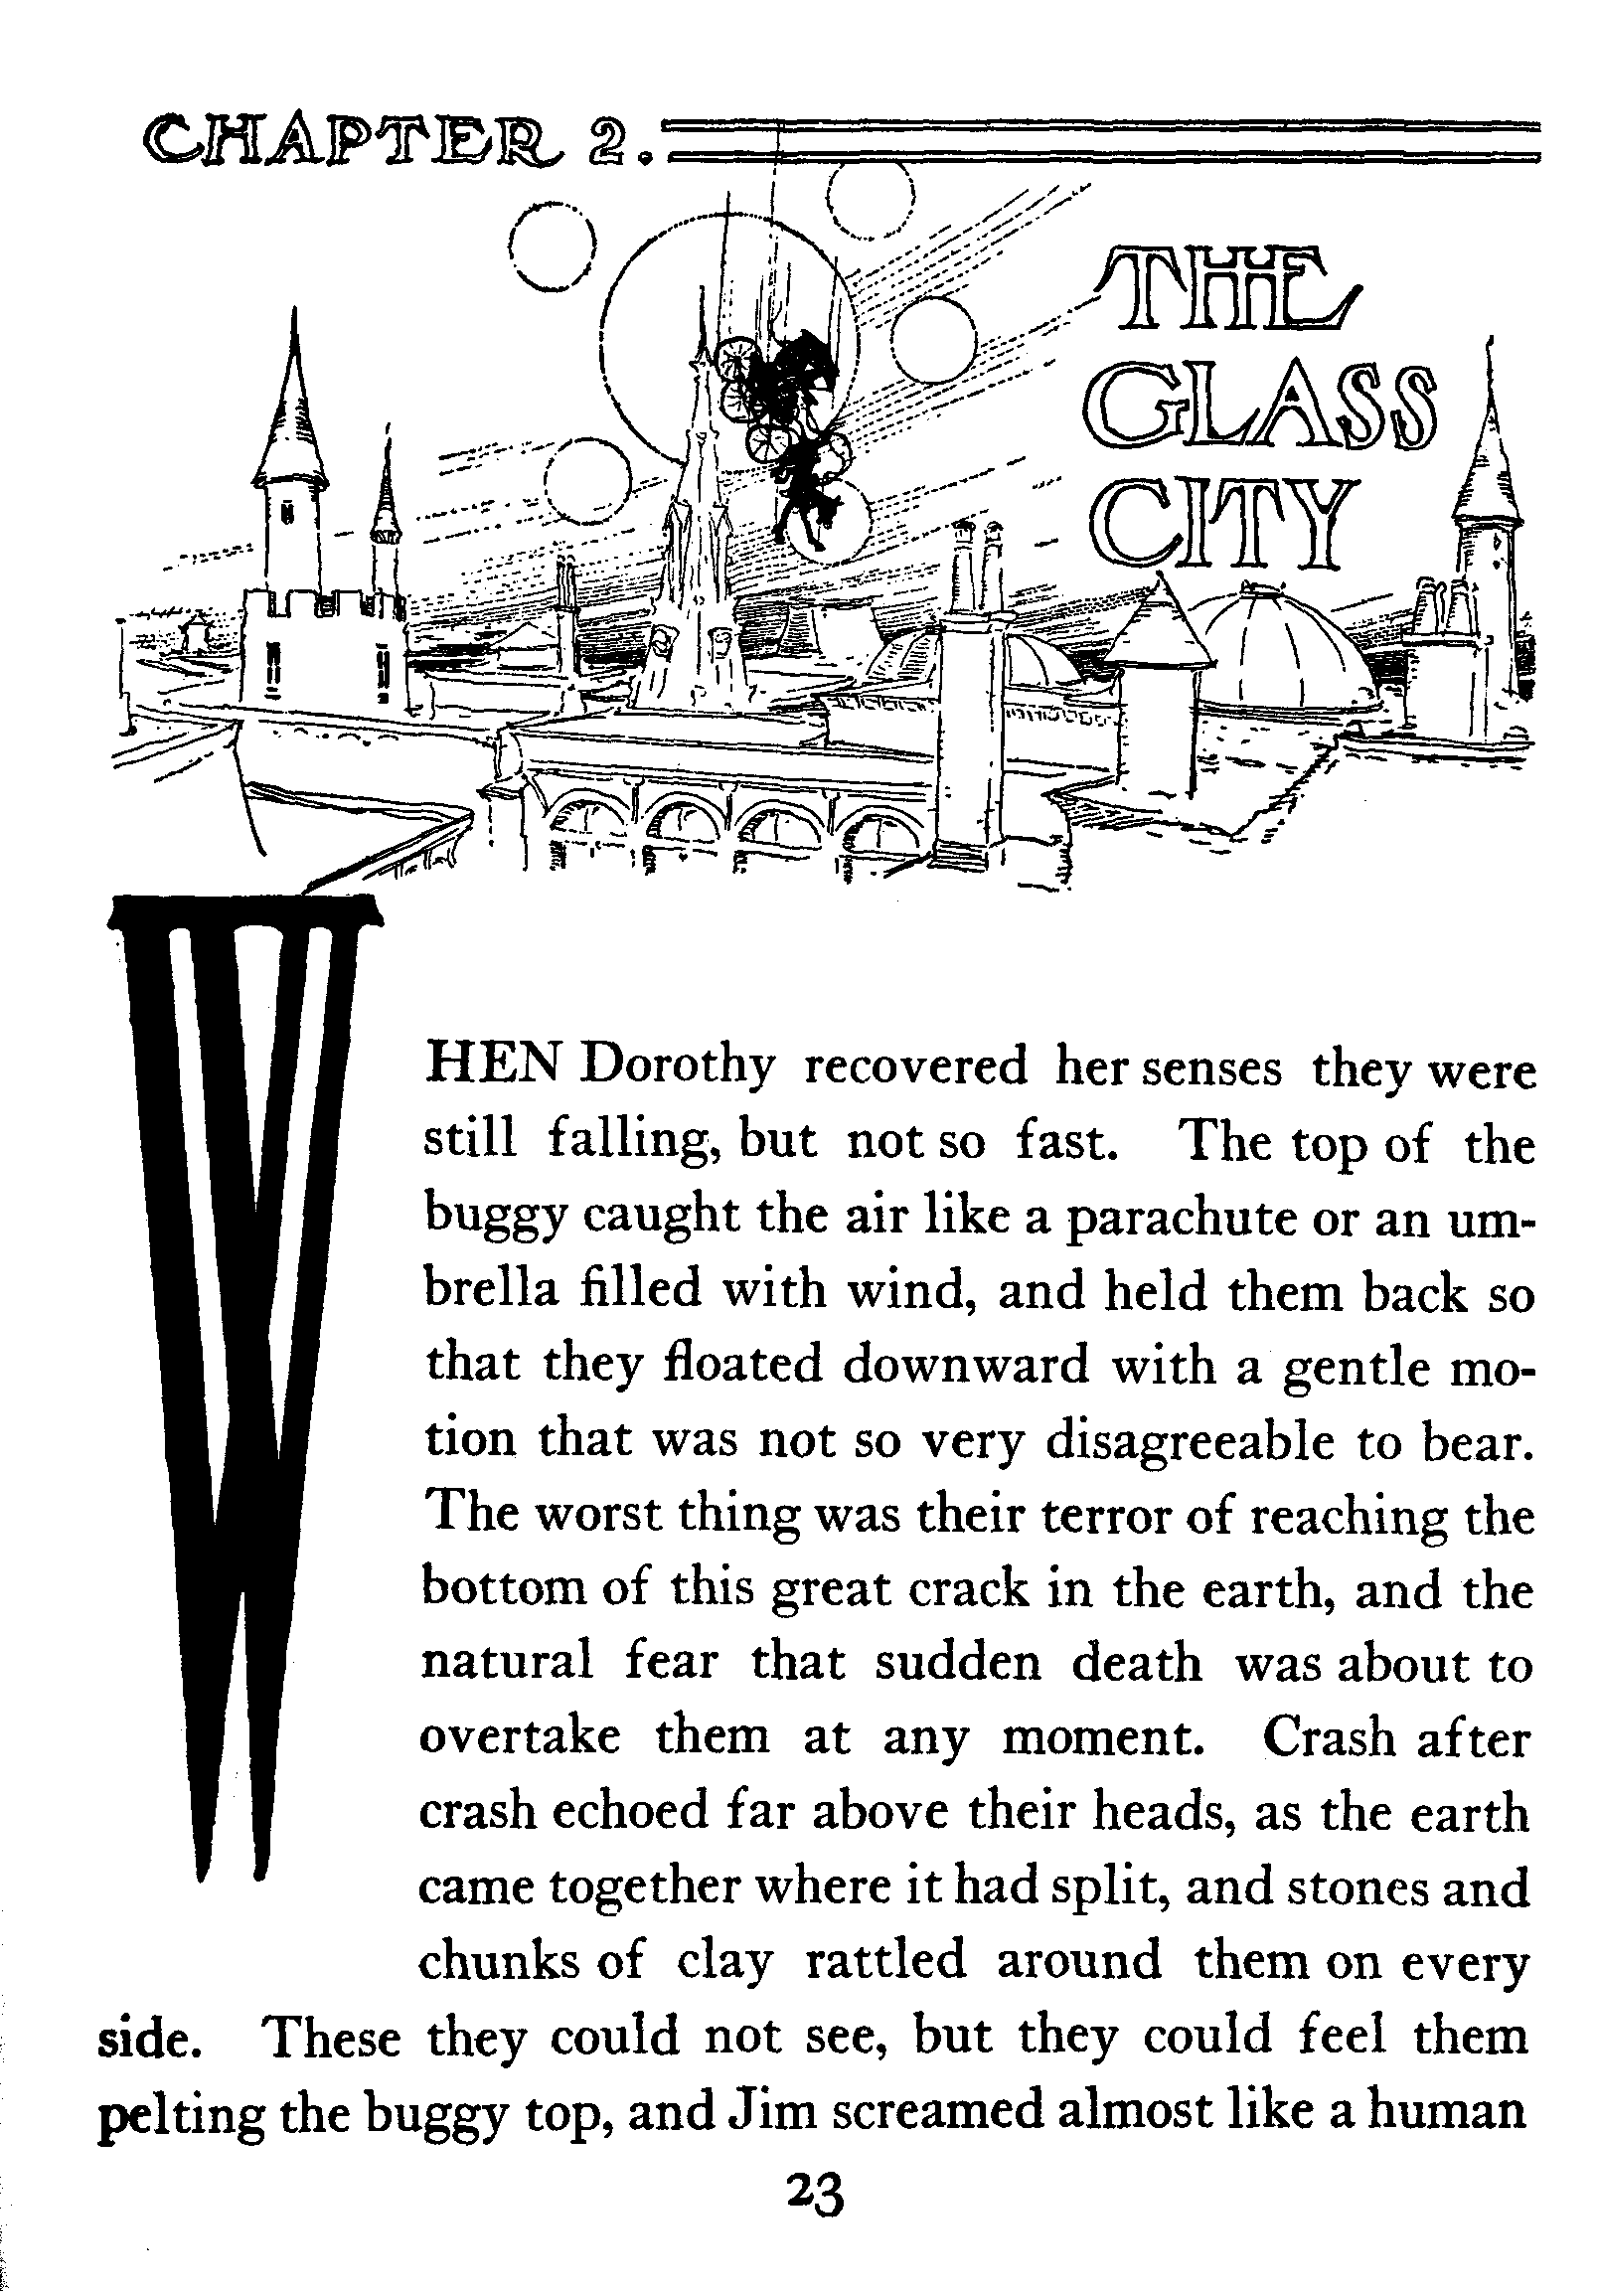 CHAPTER 2.
THE
GLASS
CITY
WHEN Dorothy recovered her senses they were
still falling, but not so fast. The top of the
buggy caught the air like a parachute or an um-
brella filled with wind, and held them back so
that they floated downward with a gentle mo-
tion that was not so very disagreeable to bear.
The worst thing was their terror of reaching the
bottom of this great crack in the earth, and the
natural fear that sudden death was about to
overtake them at any moment. Crash after
crash echoed far above their heads, as the earth
came together where it had split, and stones and
chunks of clay rattled around them on every
side. These they could not see, but they could feel them
pelting the buggy top, and Jim screamed almost like a human
23